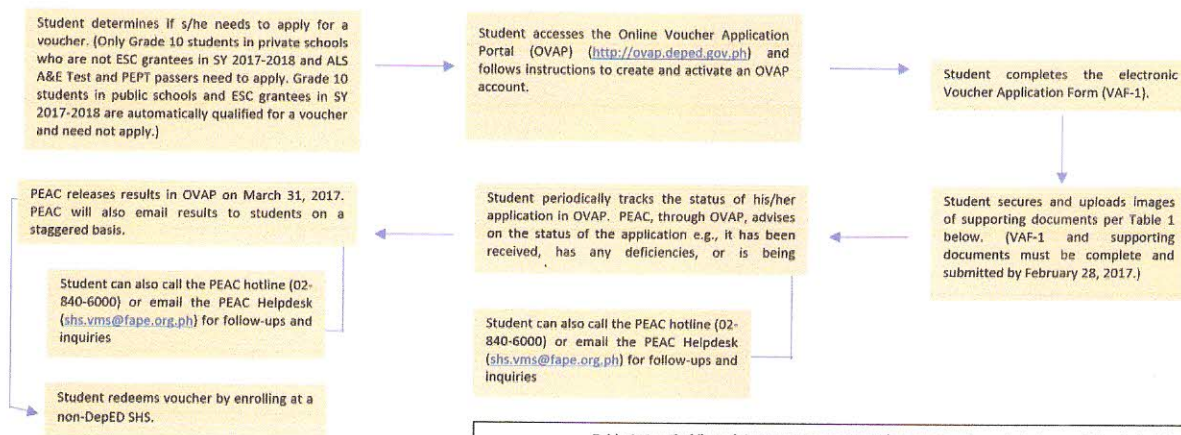 Student determines if s/he needs to apply for a
voucher. (Only Grade 10 students in private schools
who are not ESC grantees in SY 2017-2018 and ALS
A&E Test and PEPT passers need to apply. Grade 10
students in public schools and ESC grantees in SY
2017-2018 are automatically qualified for a voucher
and need not apply.)
Student accesses the Online Voucher Application
Portal (OVAP) (http://ovap.deped.gov.ph) and
follows instructions to create and activate an OVAP
account.
Student completes the electronic
Voucher Application Form (VAF-1).
Student secures and uploads images
of supporting documents per Table 1
below. (VAF-1 and supporting
documents must be complete and
submitted by February 28, 2017.)
Student periodically tracks the status of his/her
application in OVAP. PEAC, through OVAP, advises
on the status of the application e.g., it has been
received, has any deficiencies, or is being
Student can also call the PEAC hotline (02-
840-6000) or email the PEAC Helpdesk
(shs.vms@fape.org.ph) for follow-ups and
inquiries
PEAC releases results in OVAP on March 31, 2017.
PEAC will also email results to students on a
staggered basis.
Student can also call the PEAC hotline (02-
840-6000) or email the PEAC Helpdesk
(shs.vms@fape.org.ph) for follow-ups and
inquiries
Student redeems voucher by enrolling at a
non-DepED SHS.